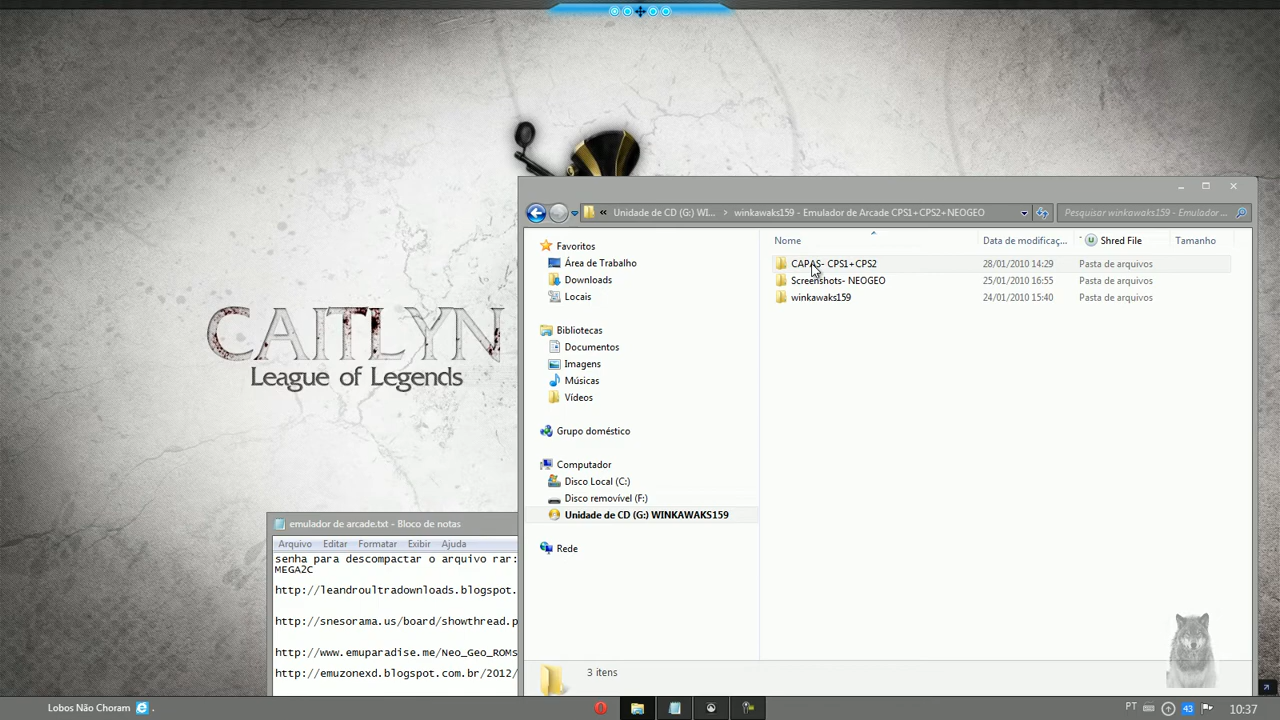 CAITLYN
League of Legends
Unidade de CD (G:) WI...
winkawaks159 - Emulador de Arcade CPS1+CPS2+NEOGEO
Pesquisar winkawaks159 - Emulador ...
Favoritos
Área de Trabalho
Downloads
Locais
Bibliotecas
Documentos
Imagens
Músicas
Vídeos
Grupo doméstico
Computador
Disco Local (C:)
Disco removível (F:)
Unidade de CD (G:) WINKAWAKS159
Rede
Nome Data de modificaç... Shred File Tamanho
CAPAS- CPS1+CPS2 28/01/2010 14:29 Pasta de arquivos
Screenshots- NEOGEO 25/01/2010 16:55 Pasta de arquivos
winkawaks159 24/01/2010 15:40 Pasta de arquivos
3 itens
emulador de arcade.txt - Bloco de notas
Arquivo Editar Formatar Exibir Ajuda
senha para descompactar o arquivo rar:
MEGA2C
http://leandroultradownloads.blogspot.
http://snesorama.us/board/showthread.p
http://www.emuparadise.me/Neo_Geo_ROMs
http://emuzonexd.blogspot.com.br/2012/
Lobos Não Choram .
PT 43 10:37